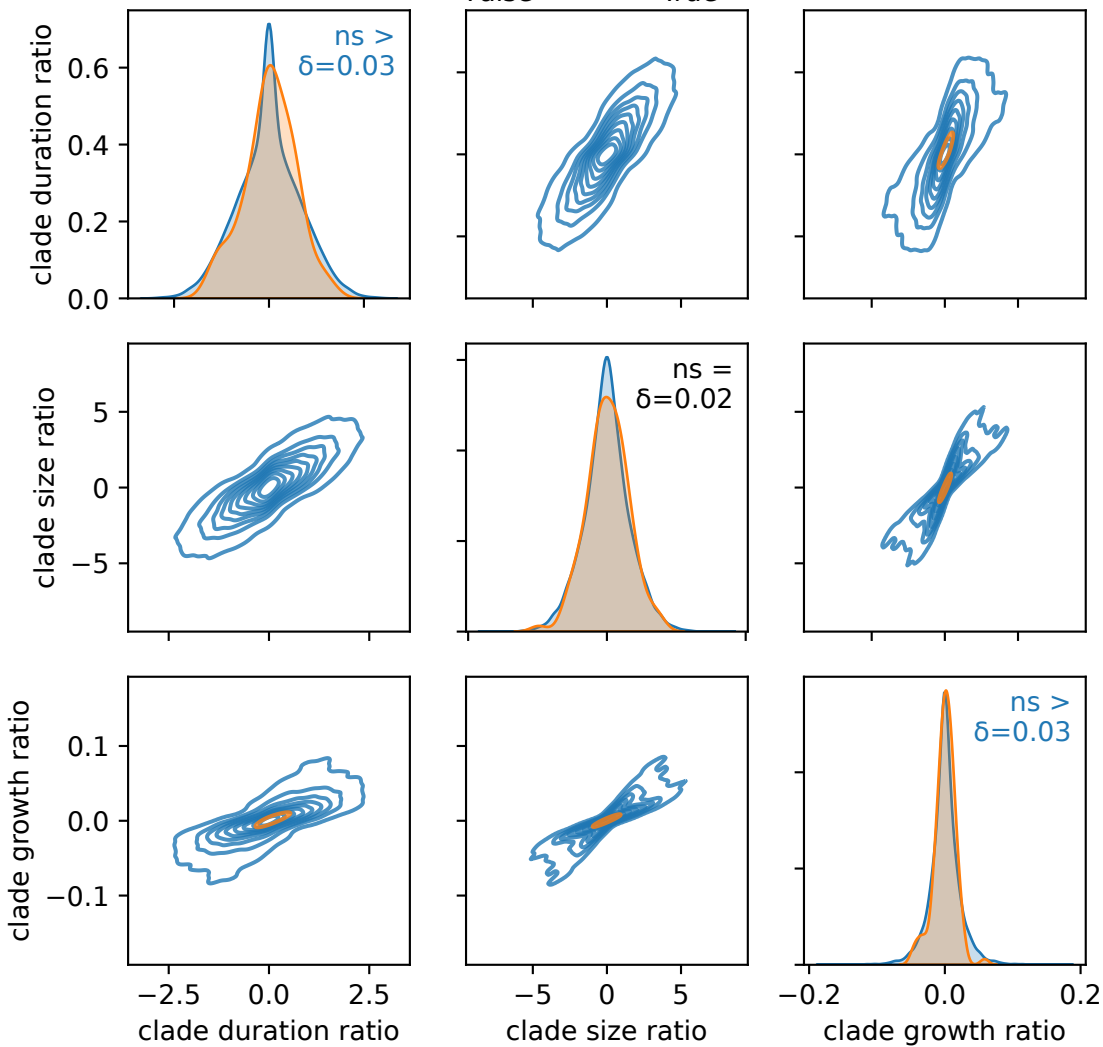 clade duration ratio
0.6
0.4
0.2
0.0
ns >
δ=0.03
clade size ratio
5
0
−5
ns =
δ=0.02
clade growth ratio
0.1
0.0
−0.1
ns >
δ=0.03
−2.5 0.0 2.5
clade duration ratio
−5 0 5
clade size ratio
−0.2 0.0 0.2
clade growth ratio